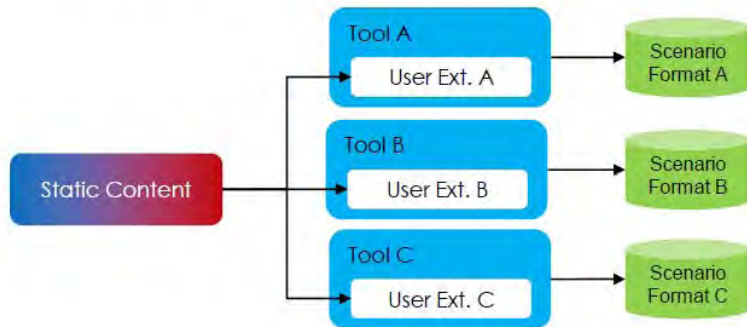 Tool A
User Ext. A
Scenario
Format A
Static Content
Tool B
User Ext. B
Scenario
Format B
Tool C
User Ext. C
Scenario
Format C